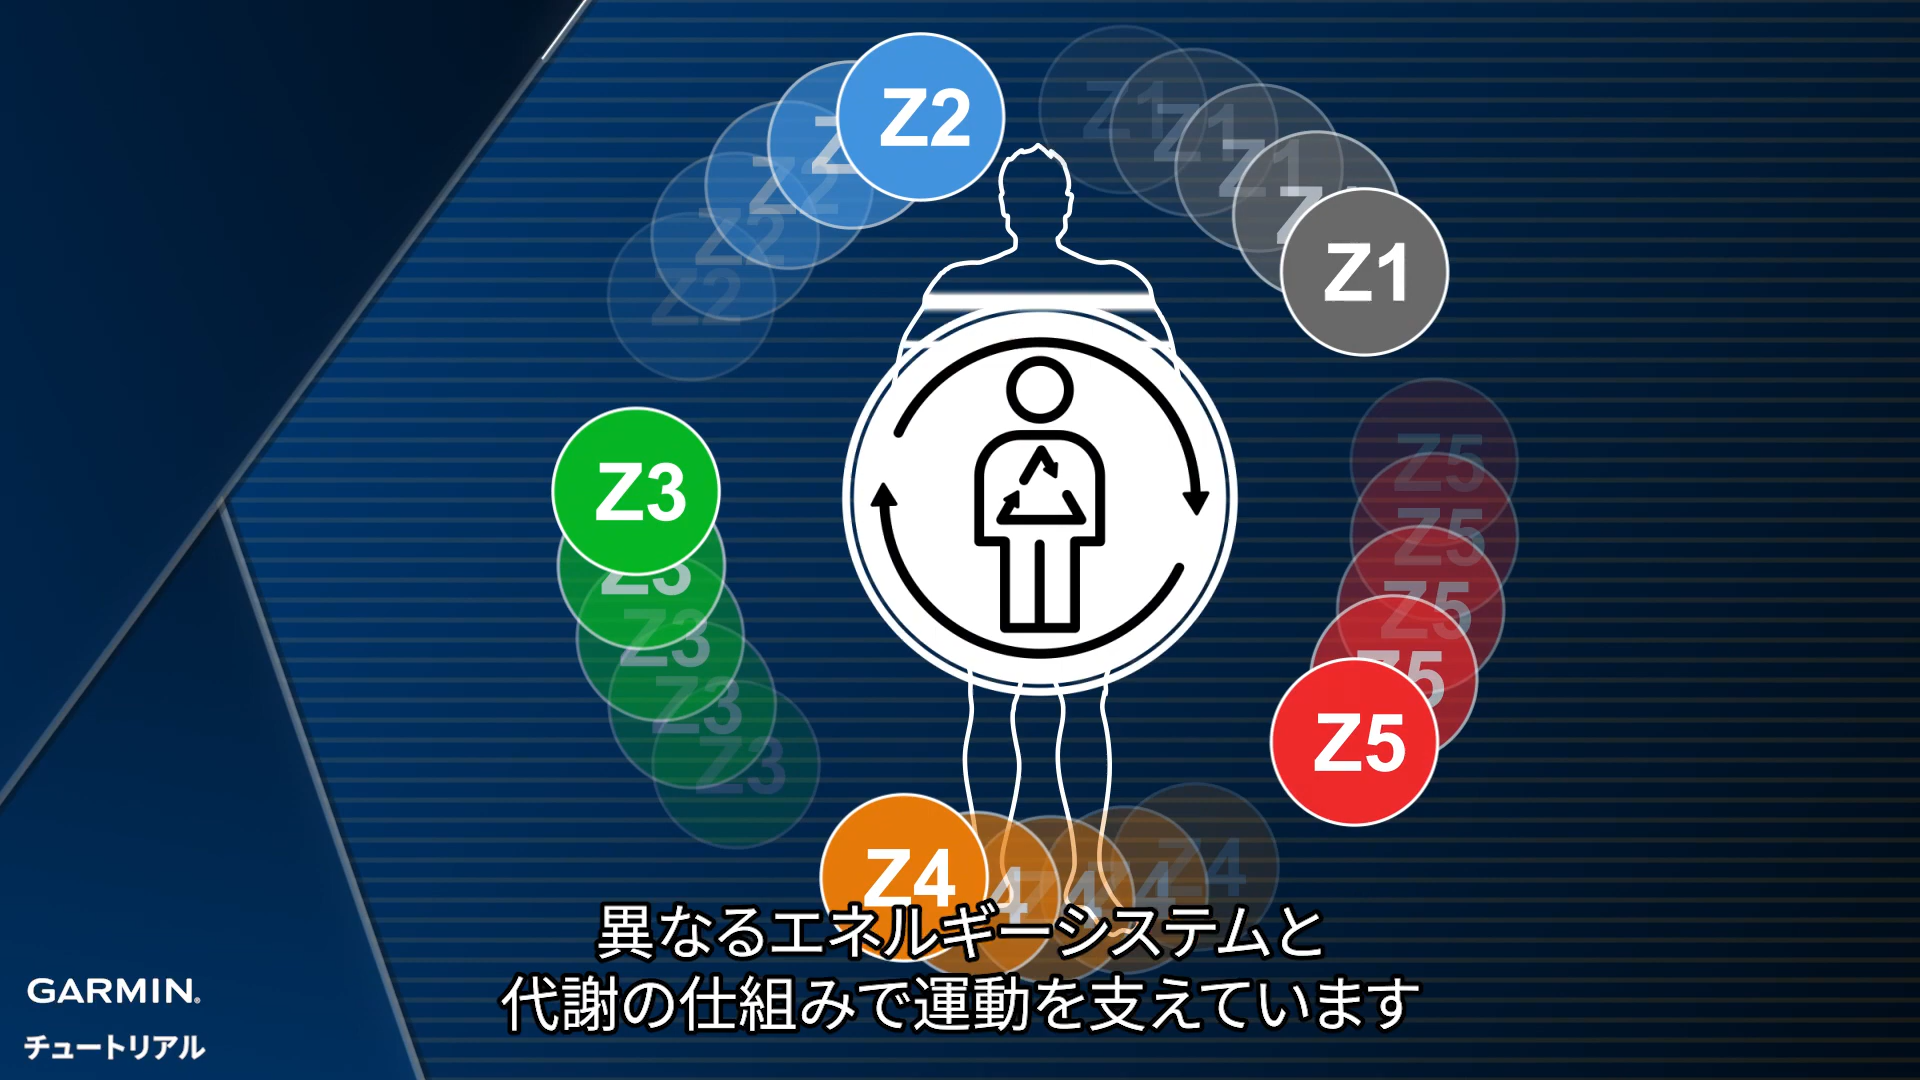 Z2
Z1
Z3
Z5
Z4
異なるエネルギーシステムと
代謝の仕組みで運動を支えています
GARMIN.
チュートリアル